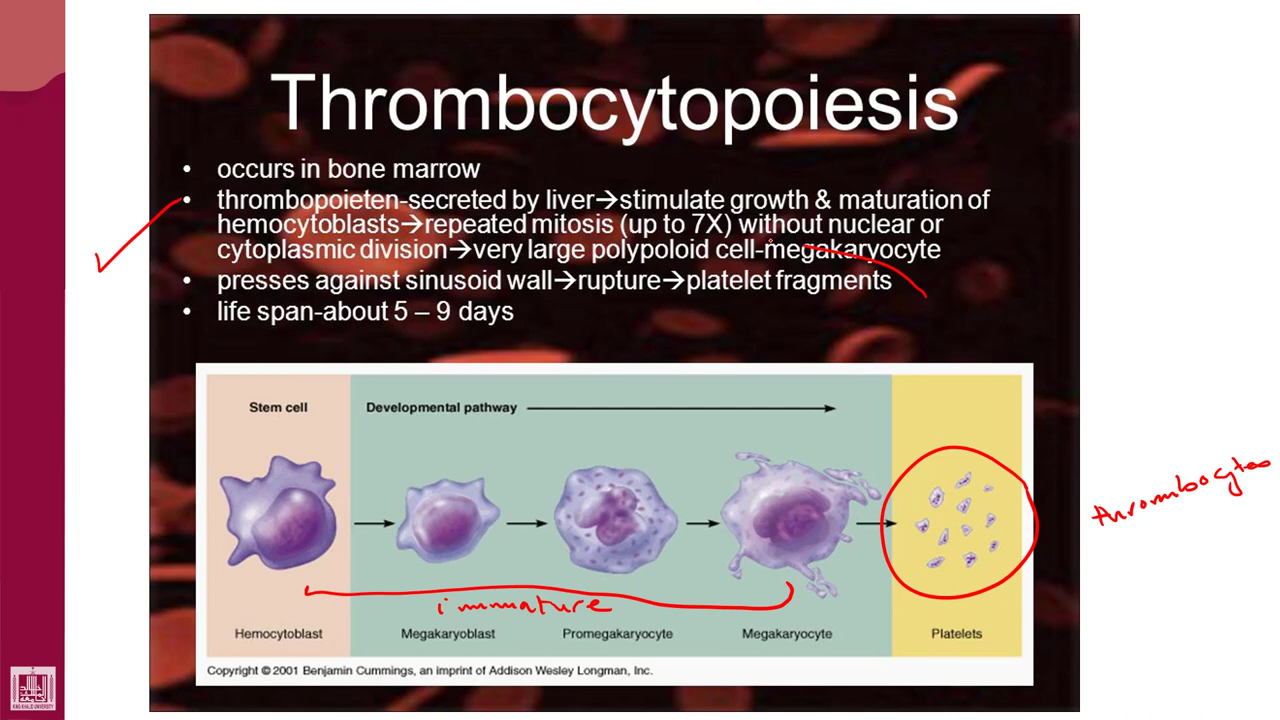 Thrombocytopoiesis
• occurs in bone marrow
• thrombopoieten-secreted by liver→stimulate growth & maturation of
hemocytoblasts→repeated mitosis (up to 7X) without nuclear or
cytoplasmic division→very large polypoloid cell-megakaryocyte
• presses against sinusoid wall→rupture→platelet fragments
• life span-about 5 – 9 days
Stem cell
Developmental pathway
thrombocytes
immature
Hemocytoblast
Megakaryoblast
Promegakaryocyte
Megakaryocyte
Platelets
Copyright © 2001 Benjamin Cummings, an imprint of Addison Wesley Longman, Inc.
KING KHALID UNIVERSITY